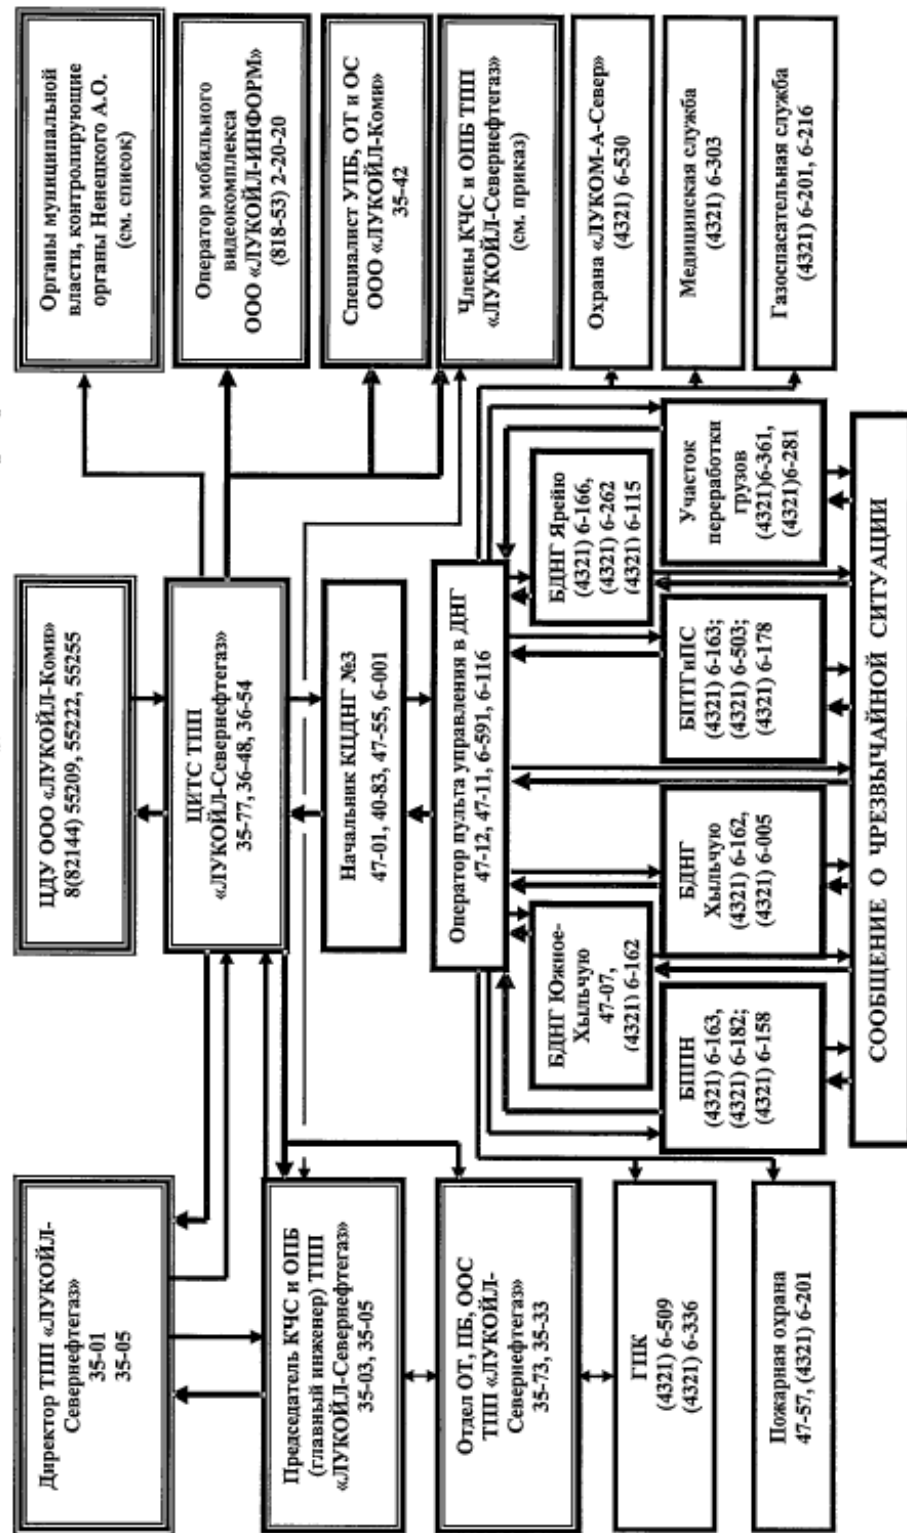 Директор ТПП «ЛУКОЙЛ-
Севернефтегаз»
35-01
35-05
ЦДУ ООО «ЛУКОЙЛ-Коми»
8(82144) 55209, 55222, 55255
Органы муниципальной
власти, контролирующие
органы Ненецкого А.О.
(см. список)
Председатель КЧС и ОПБ
(главный инженер) ТПП
«ЛУКОЙЛ-Севернефтегаз»
35-03, 35-05
ЦИТС ТПП
«ЛУКОЙЛ-Севернефтегаз»
35-77, 36-48, 36-54
Оператор мобильного
видеокомплекса
ООО «ЛУКОЙЛ-ИНФОРМ»
(818-53) 2-20-20
Начальник КЦДНГ №3
47-01, 40-83, 47-55, 6-001
Специалист УПБ, ОТ и ОС
ООО «ЛУКОЙЛ-Коми»
35-42
Отдел ОТ, ПБ, ООС
ТПП «ЛУКОЙЛ-
Севернефтегаз»
35-73, 35-33
Оператор пульта управления в ДНГ
47-12, 47-11, 6-591, 6-116
Члены КЧС и ОПБ ТПП
«ЛУКОЙЛ-Севернефтегаз»
(см. приказ)
БДНГ Южное-
Хыльчую
47-07,
(4321) 6-162
БДНГ Ярейю
(4321) 6-166,
(4321) 6-262
(4321) 6-115
Охрана «ЛУКОМ-А-Север»
(4321) 6-530
ГПК
(4321) 6-509
(4321) 6-336
БППН
(4321) 6-163,
(4321) 6-182;
(4321) 6-158
БДНГ
Хыльчую
(4321) 6-162,
(4321) 6-005
БПТГиПС
(4321) 6-163;
(4321) 6-503;
(4321) 6-178
Участок
переработки
грузов
(4321)6-361,
(4321)6-281
Медицинская служба
(4321) 6-303
Пожарная охрана
47-57, (4321) 6-201
Газоспасательная служба
(4321) 6-201, 6-216
СООБЩЕНИЕ О ЧРЕЗВЫЧАЙНОЙ СИТУАЦИИ